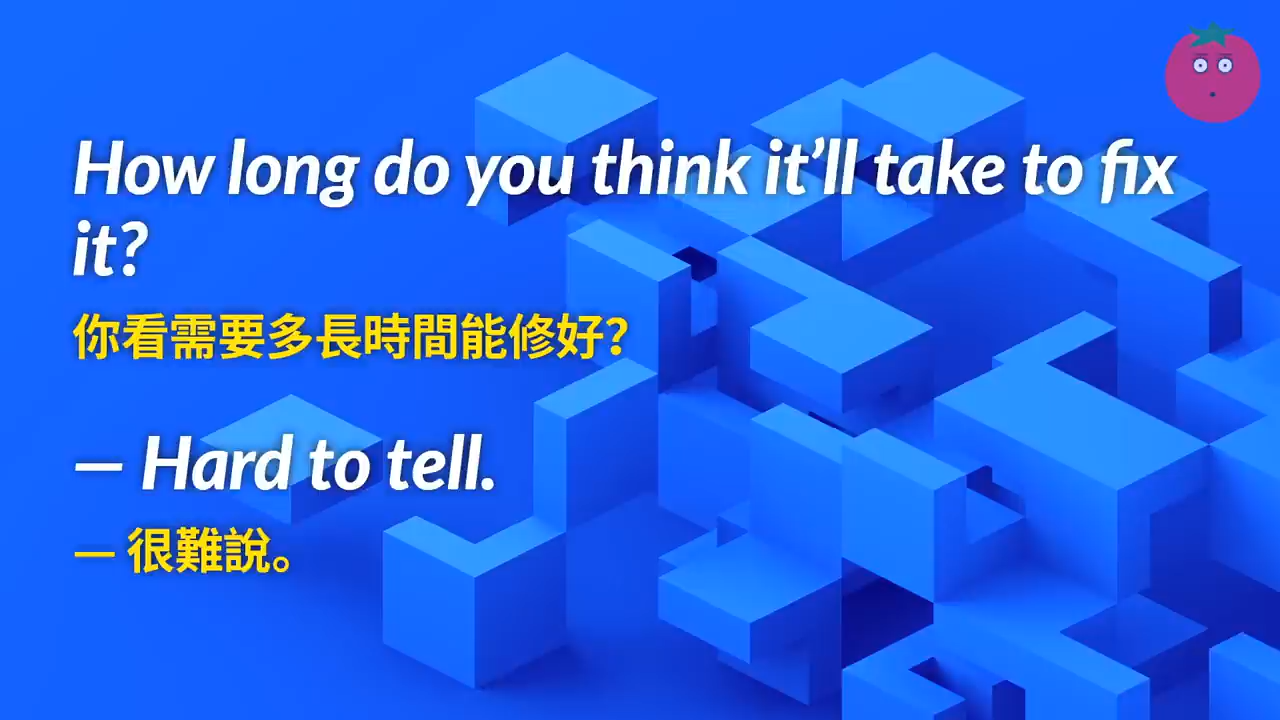 How long do you think it’ll take to fix
it?
你看需要多長時間能修好？
— Hard to tell.
— 很難說。